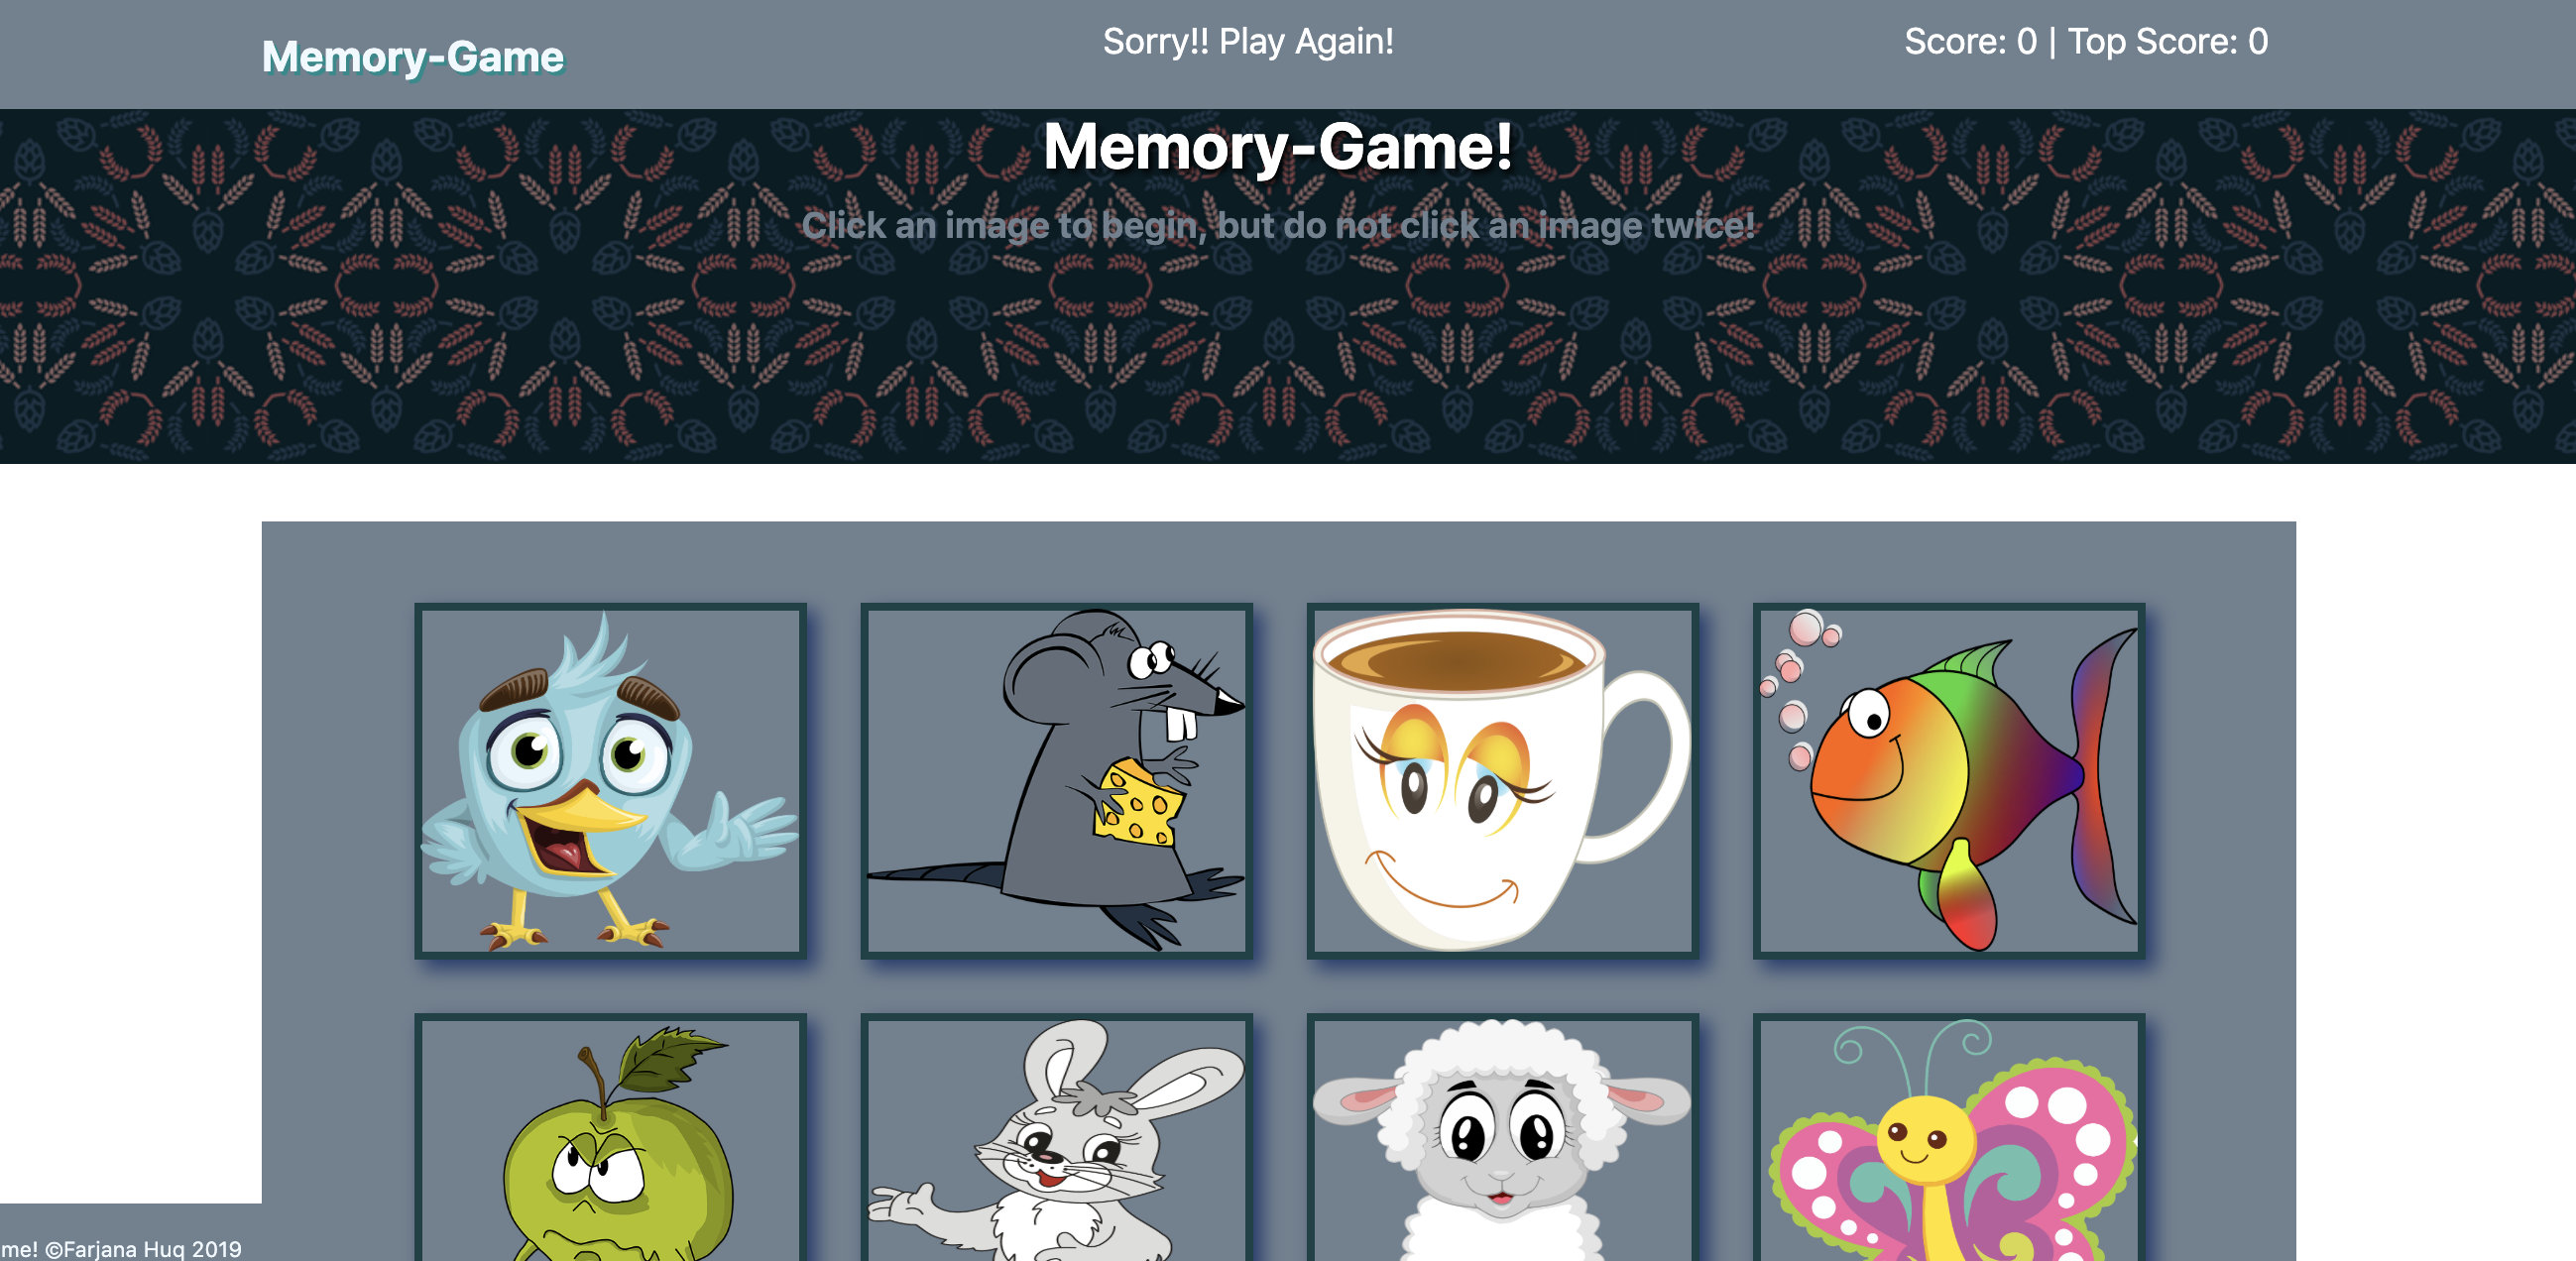 Memory-Game
Sorry!! Play Again!
Score: 0 | Top Score: 0
Memory-Game!
Click an image to begin, but do not click an image twice!
me! ©Farjana Huq 2019